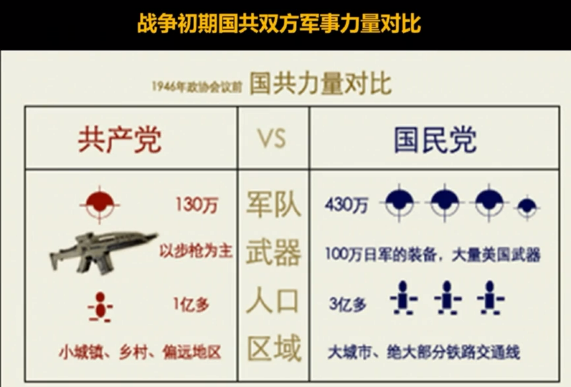 战争初期国共双方军事力量对比
1946年政协会议前 国共力量对比
共产党 VS 国民党
130万 军队 430万
以步枪为主 武器 100万日军的装备，大量美国武器
1亿多 人口 3亿多
小城镇、乡村、偏远地区 区域 大城市、绝大部分铁路交通线